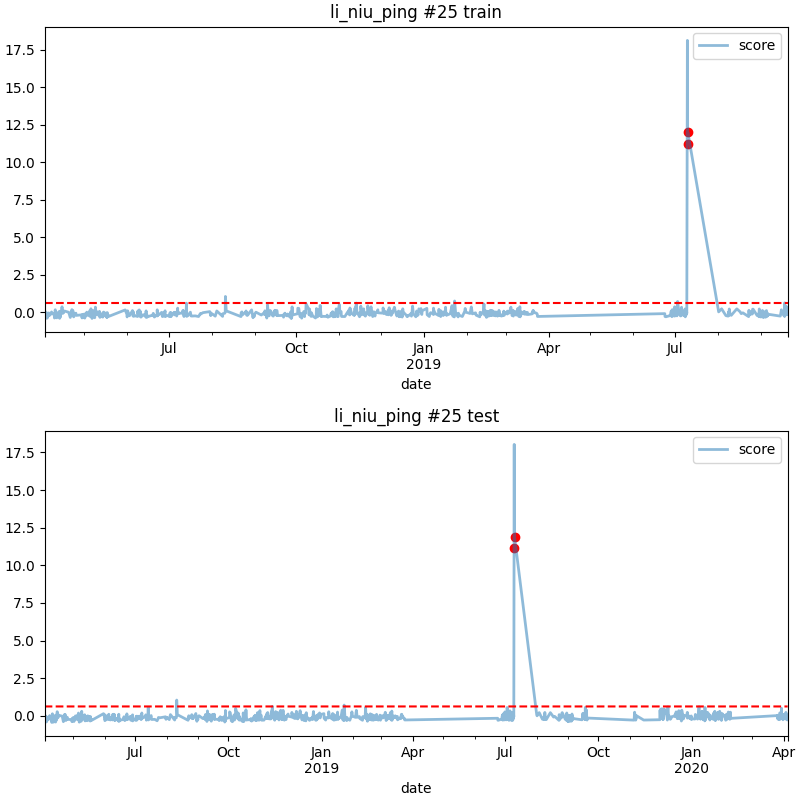 li_niu_ping #25 train
score
17.5
15.0
12.5
10.0
7.5
5.0
2.5
0.0
Jul Oct Jan Apr Jul
2019
date
li_niu_ping #25 test
score
17.5
15.0
12.5
10.0
7.5
5.0
2.5
0.0
Jul Oct Jan Apr Jul Oct Jan Apr
2019 2020
date